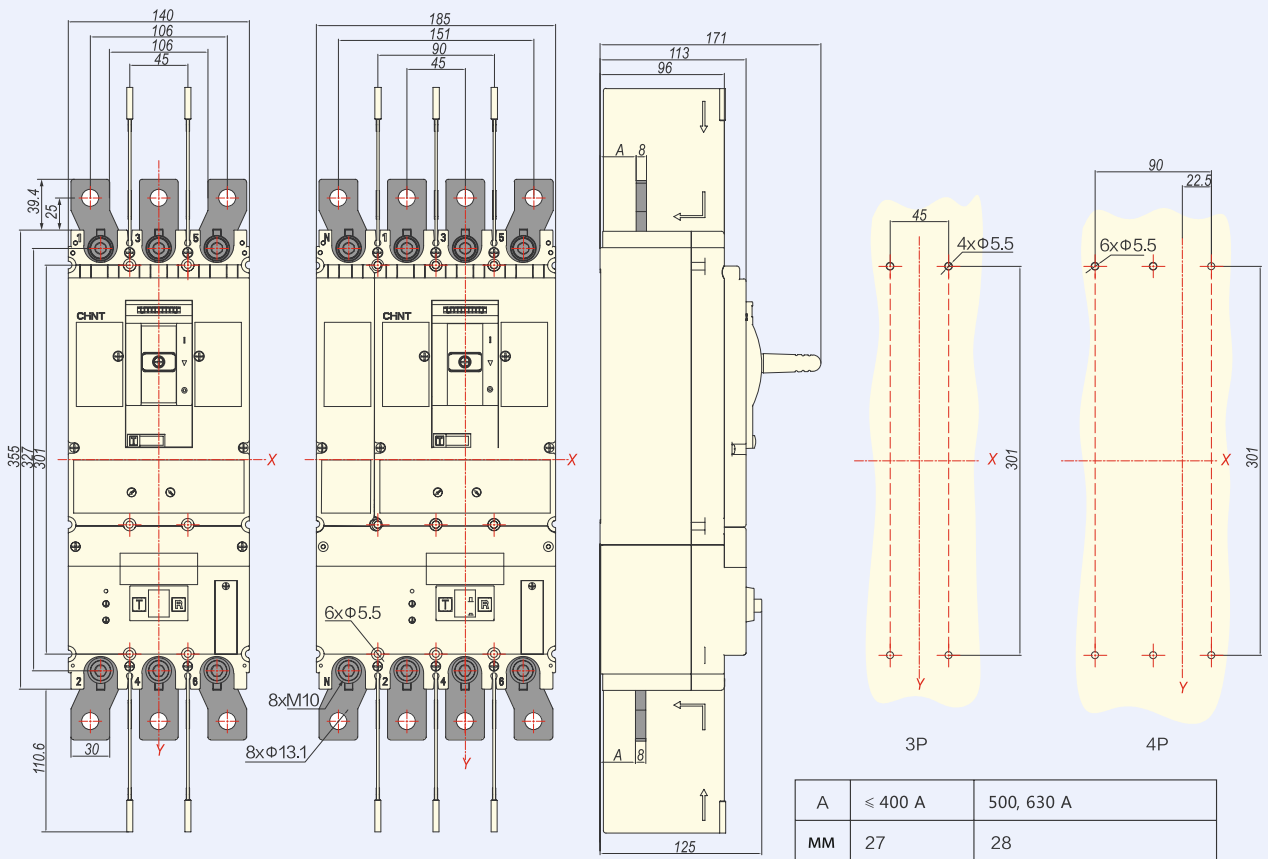 140
106
106
45
185
151
90
45
171
113
96
A 8
39.4
25
1 3 5
N 1 3 5
CHNT
CHNT
I
I
T
T
355
327
301
X
X
T R
T R
6xΦ5.5
2 4 6
N 2 4 6
8xM10
8xΦ13.1
30
110.6
Y
Y
A 8
125
45
4xΦ5.5
X
301
Y
3P
90
22.5
6xΦ5.5
X
301
Y
4P
A ≤ 400 A 500, 630 A
мм 27 28